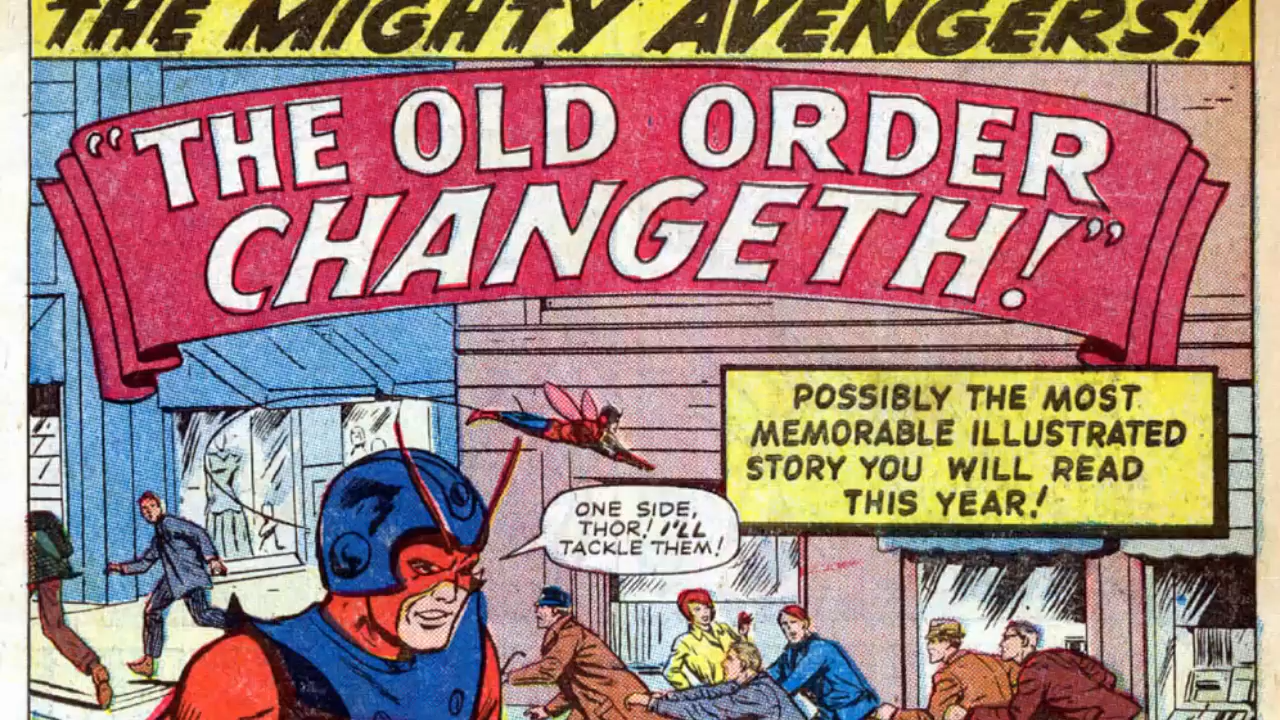 THE MIGHTY AVENGERS!
"THE OLD ORDER
CHANGETH!"
POSSIBLY THE MOST
MEMORABLE ILLUSTRATED
STORY YOU WILL READ
THIS YEAR!
ONE SIDE,
THOR! I'LL
TACKLE THEM!